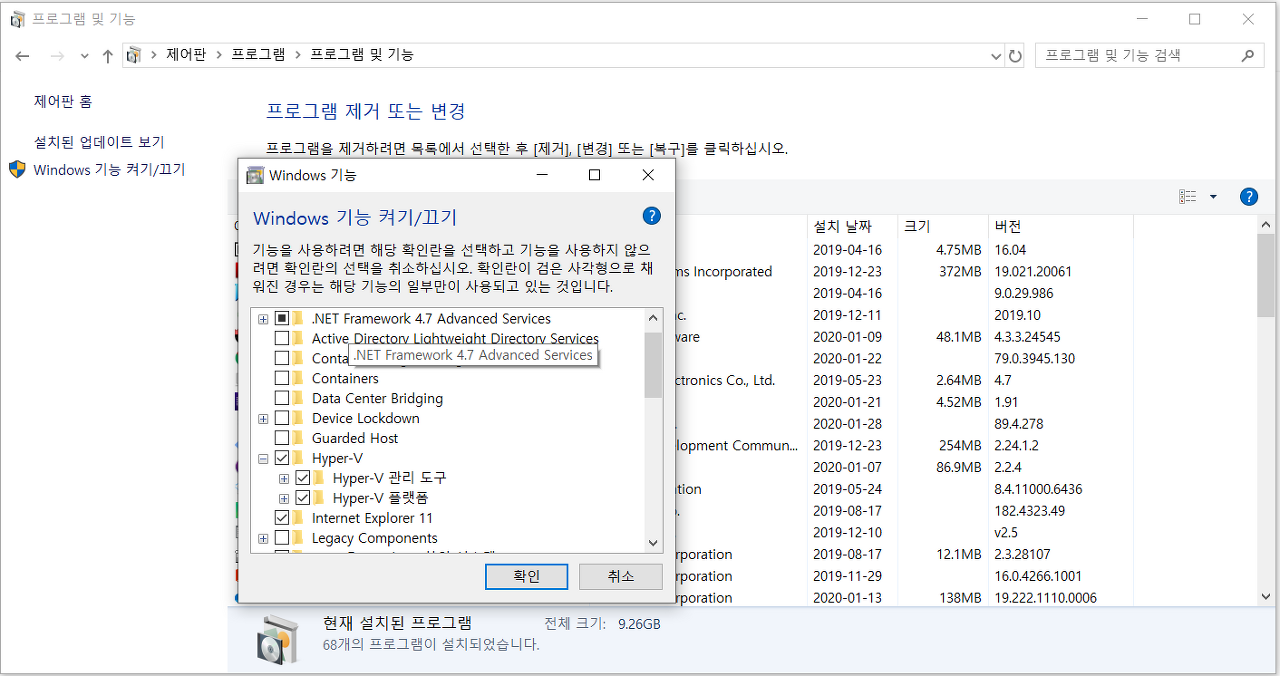 프로그램 및 기능
제어판 > 프로그램 > 프로그램 및 기능
프로그램 및 기능 검색
제어판 홈
설치된 업데이트 보기
Windows 기능 켜기/끄기
프로그램 제거 또는 변경
프로그램을 제거하려면 목록에서 선택한 후 [제거], [변경] 또는 [복구]를 클릭하십시오.
Windows 기능
Windows 기능 켜기/끄기
기능을 사용하려면 해당 확인란을 선택하고 기능을 사용하지 않으
려면 확인란의 선택을 취소하십시오. 확인란이 검은 사각형으로 채
워진 경우는 해당 기능의 일부만이 사용되고 있는 것입니다.
.NET Framework 4.7 Advanced Services
Active Directory Lightweight Directory Services
.NET Framework 4.7 Advanced Services
Containers
Data Center Bridging
Device Lockdown
Guarded Host
Hyper-V
Hyper-V 관리 도구
Hyper-V 플랫폼
Internet Explorer 11
Legacy Components
확인 취소
설치 날짜 크기 버전
2019-04-16 4.75MB 16.04
ms Incorporated 2019-12-23 372MB 19.021.20061
2019-04-16 9.0.29.986
nc. 2019-12-11 2019.10
ware 2020-01-09 48.1MB 4.3.3.24545
2020-01-22 79.0.3945.130
ectronics Co., Ltd. 2019-05-23 2.64MB 4.7
2020-01-21 4.52MB 1.91
2020-01-28 89.4.278
elopment Commun... 2019-12-23 254MB 2.24.1.2
2020-01-07 86.9MB 2.2.4
ation 2019-05-24 8.4.11000.6436
2019-08-17 182.4323.49
2019-12-10 v2.5
orporation 2019-08-17 12.1MB 2.3.28107
orporation 2019-11-29 16.0.4266.1001
orporation 2020-01-13 138MB 19.222.1110.0006
현재 설치된 프로그램 전체 크기: 9.26GB
68개의 프로그램이 설치되었습니다.